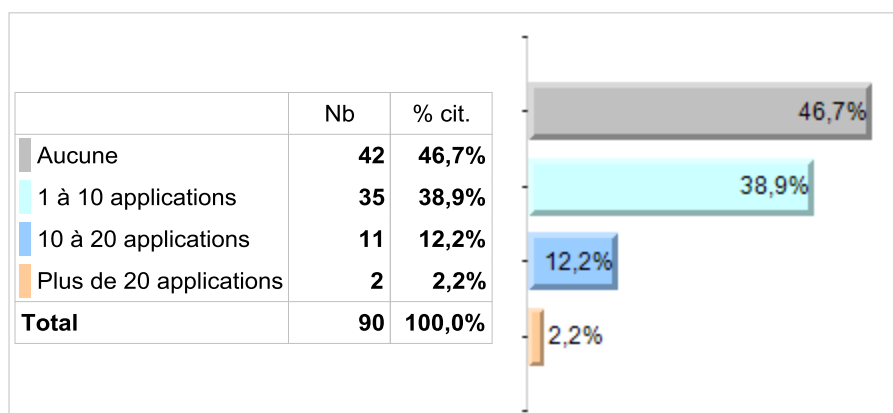 Nb % cit.
Aucune 42 46,7%
1 à 10 applications 35 38,9%
10 à 20 applications 11 12,2%
Plus de 20 applications 2 2,2%
Total 90 100,0%
46,7%
38,9%
12,2%
2,2%